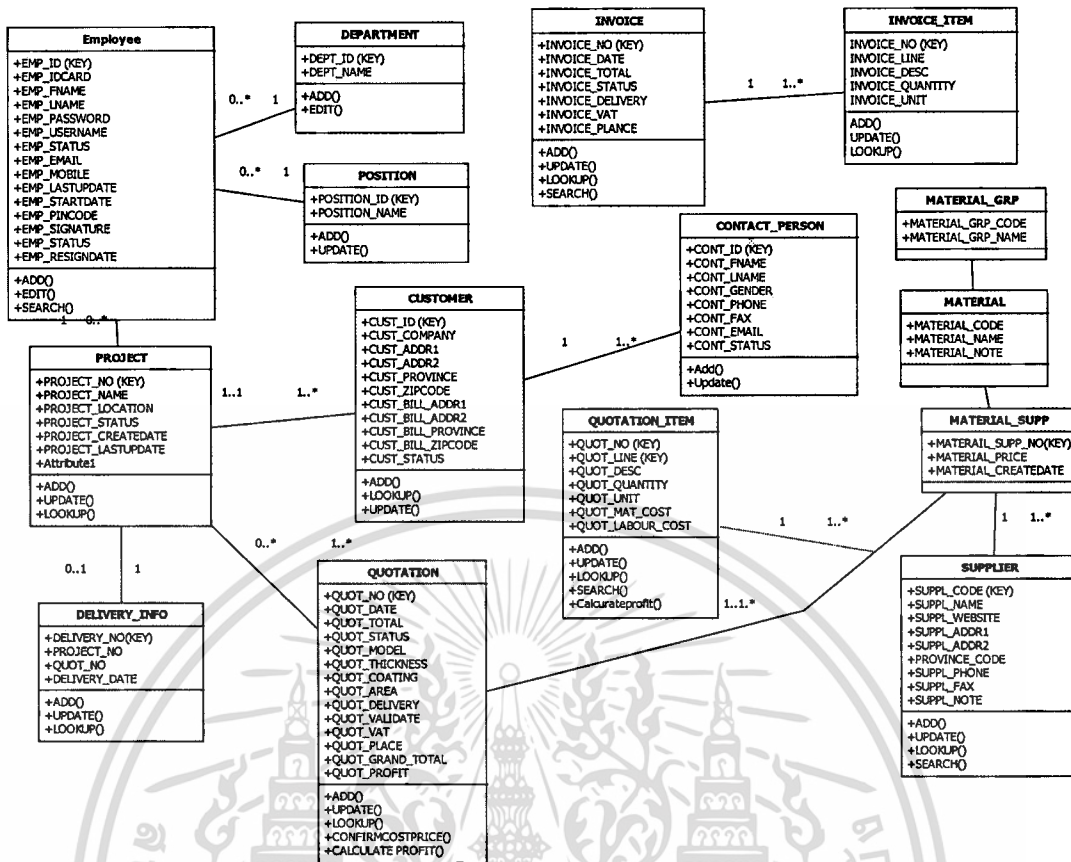 Employee
+EMP_ID (KEY)
+EMP_IDCARD
+EMP_FNAME
+EMP_LNAME
+EMP_PASSWORD
+EMP_USERNAME
+EMP_STATUS
+EMP_EMAIL
+EMP_MOBILE
+EMP_LASTUPDATE
+EMP_STARTDATE
+EMP_PINCODE
+EMP_SIGNATURE
+EMP_STATUS
+EMP_RESIGNDATE
+ADD()
+EDIT()
+SEARCH()
0..* 1
DEPARTMENT
+DEPT_ID (KEY)
+DEPT_NAME
+ADD()
+EDIT()
0..* 1
POSITION
+POSITION_ID (KEY)
+POSITION_NAME
+ADD()
+UPDATE()
INVOICE
+INVOICE_NO (KEY)
+INVOICE_DATE
+INVOICE_TOTAL
+INVOICE_STATUS
+INVOICE_DELIVERY
+INVOICE_VAT
+INVOICE_PLANCE
+ADD()
+UPDATE()
+LOOKUP()
+SEARCH()
1 1..*
INVOICE_ITEM
INVOICE_NO (KEY)
INVOICE_LINE
INVOICE_DESC
INVOICE_QUANTITY
INVOICE_UNIT
ADD()
UPDATE()
LOOKUP()
MATERIAL_GRP
+MATERIAL_GRP_CODE
+MATERIAL_GRP_NAME
MATERIAL
+MATERIAL_CODE
+MATERIAL_NAME
+MATERIAL_NOTE
CONTACT_PERSON
+CONT_ID (KEY)
+CONT_FNAME
+CONT_LNAME
+CONT_GENDER
+CONT_PHONE
+CONT_FAX
+CONT_EMAIL
+CONT_STATUS
+Add()
+Update()
1 1..*
CUSTOMER
+CUST_ID (KEY)
+CUST_COMPANY
+CUST_ADDR1
+CUST_ADDR2
+CUST_PROVINCE
+CUST_ZIPCODE
+CUST_BILL_ADDR1
+CUST_BILL_ADDR2
+CUST_BILL_PROVINCE
+CUST_BILL_ZIPCODE
+CUST_STATUS
+ADD()
+LOOKUP()
+UPDATE()
1 0..*
PROJECT
+PROJECT_NO (KEY)
+PROJECT_NAME
+PROJECT_LOCATION
+PROJECT_STATUS
+PROJECT_CREATEDATE
+PROJECT_LASTUPDATE
+Attribute1
+ADD()
+UPDATE()
+LOOKUP()
1..1 1..*
QUOTATION_ITEM
+QUOT_NO (KEY)
+QUOT_LINE (KEY)
+QUOT_DESC
+QUOT_QUANTITY
+QUOT_UNIT
+QUOT_MAT_COST
+QUOT_LABOUR_COST
+ADD()
+UPDATE()
+LOOKUP()
+SEARCH()
+Calkurateprofit()
1 1..*
1..1.*
MATERIAL_SUPP
+MATERAIL_SUPP_NO(KEY)
+MATERIAL_PRICE
+MATERIAL_CREATEDATE
1 1..*
SUPPLIER
+SUPPL_CODE (KEY)
+SUPPL_NAME
+SUPPL_WEBSITE
+SUPPL_ADDR1
+SUPPL_ADDR2
+PROVINCE_CODE
+SUPPL_PHONE
+SUPPL_FAX
+SUPPL_NOTE
+ADD()
+UPDATE()
+LOOKUP()
+SEARCH()
0..1 1
DELIVERY_INFO
+DELIVERY_NO(KEY)
+PROJECT_NO
+QUOT_NO
+DELIVERY_DATE
+ADD()
+UPDATE()
+LOOKUP()
0..* 1..*
QUOTATION
+QUOT_NO (KEY)
+QUOT_DATE
+QUOT_TOTAL
+QUOT_STATUS
+QUOT_MODEL
+QUOT_THICKNESS
+QUOT_COATING
+QUOT_AREA
+QUOT_DELIVERY
+QUOT_VALIDATE
+QUOT_VAT
+QUOT_PLACE
+QUOT_GRAND_TOTAL
+QUOT_PROFIT
+ADD()
+UPDATE()
+LOOKUP()
+CONFIRMCOSTPRICE()
+CALCULATE PROFIT()